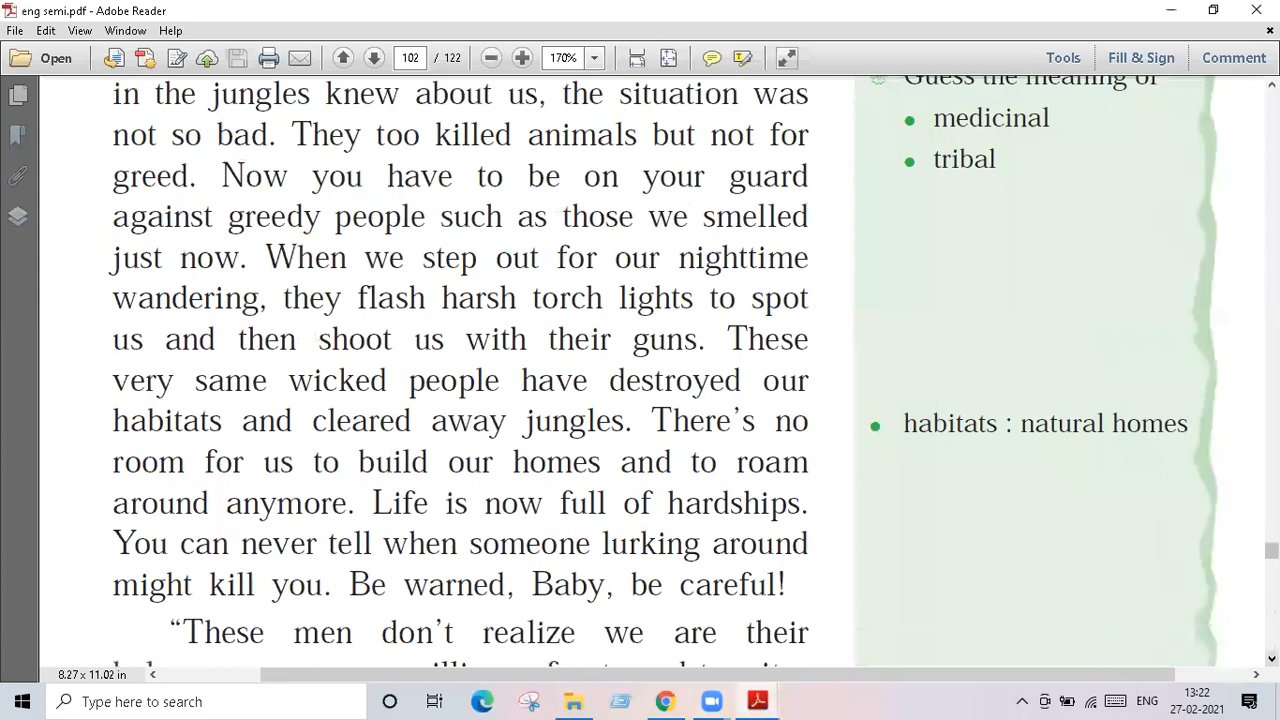 eng semi.pdf - Adobe Reader
File Edit View Window Help
Open 102 / 122 170% Tools Fill & Sign Comment
in the jungles knew about us, the situation was
not so bad. They too killed animals but not for
greed. Now you have to be on your guard
against greedy people such as those we smelled
just now. When we step out for our nighttime
wandering, they flash harsh torch lights to spot
us and then shoot us with their guns. These
very same wicked people have destroyed our
habitats and cleared away jungles. There's no
room for us to build our homes and to roam
around anymore. Life is now full of hardships.
You can never tell when someone lurking around
might kill you. Be warned, Baby, be careful!
“These men don't realize we are their
Guess the meaning of
• medicinal
• tribal
• habitats : natural homes
8.27 x 11.02 in
Type here to search
ENG
13:22
27-02-2021